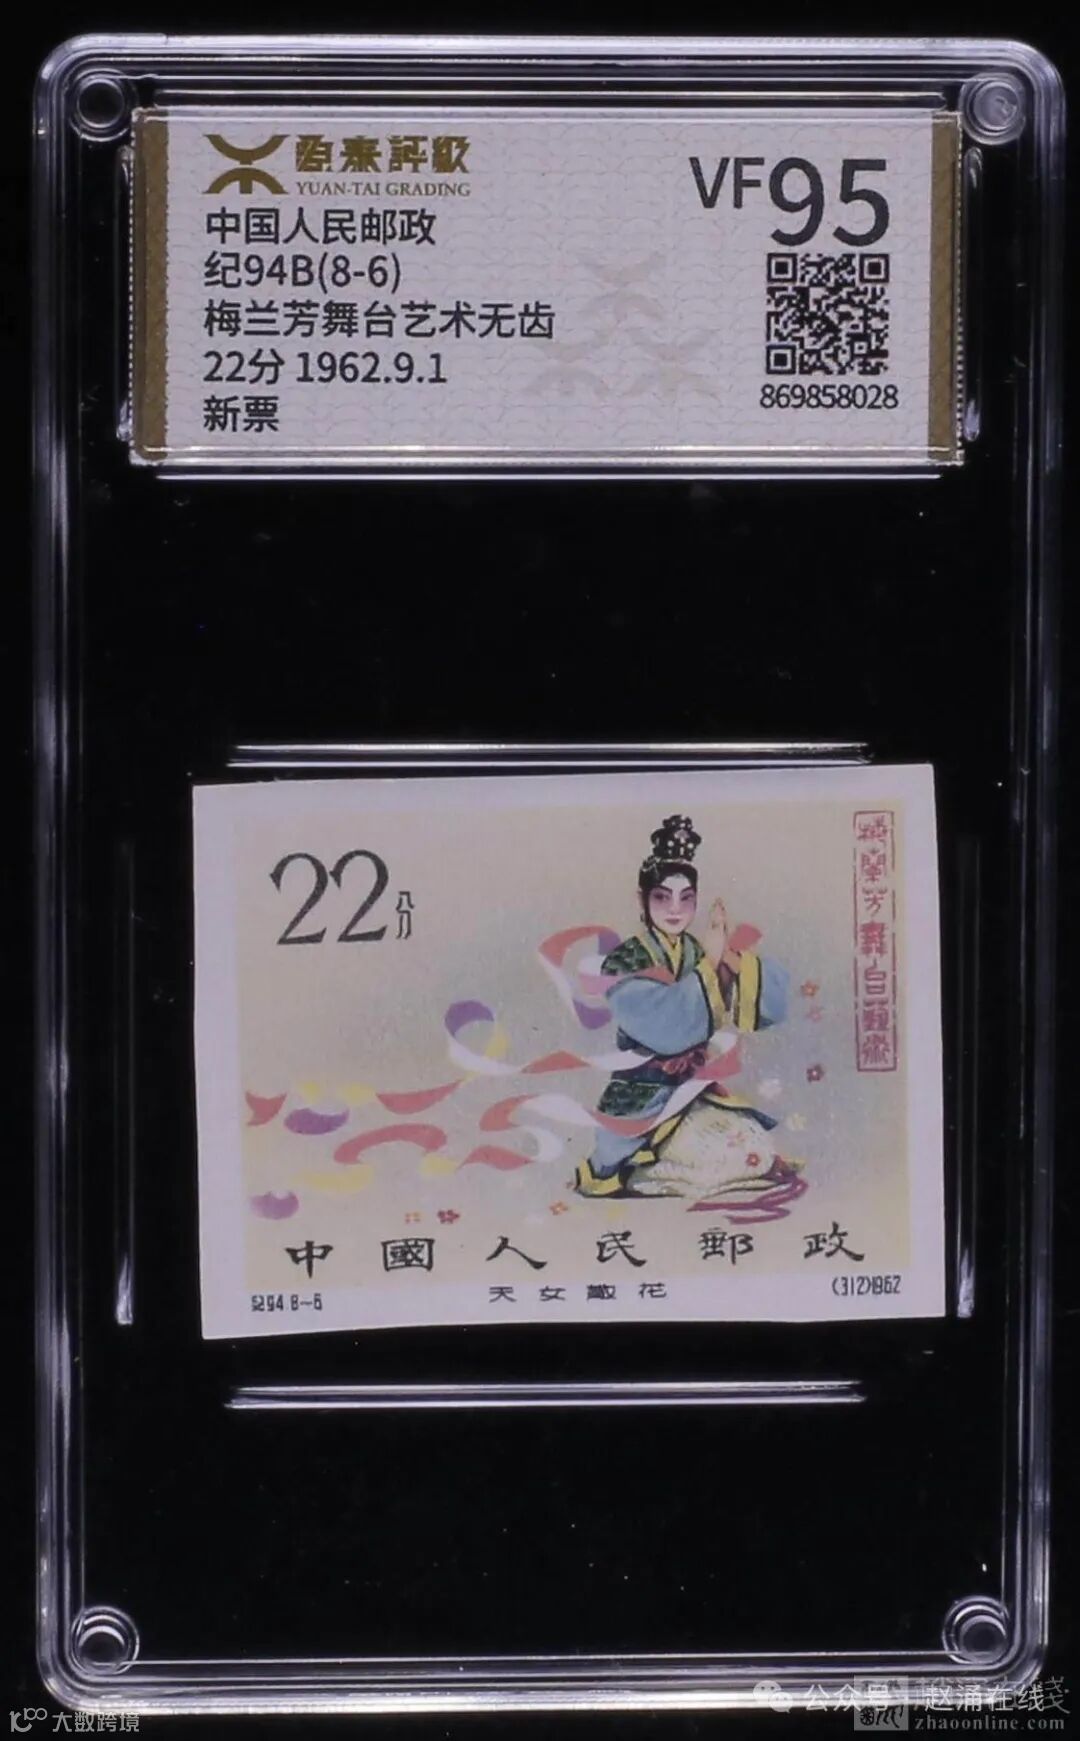 源泰評級
YUAN-TAI GRADING
VF95
中国人民邮政
纪94B(8-6)
梅兰芳舞台艺术无齿
22分 1962.9.1
新票
869858028
22分
梅蘭芳舞台藝術
中國人民郵政
紀94 8-6
天女散花
(312)1962
公众号
赵涌在线
zhaoonline.com
大数跨境